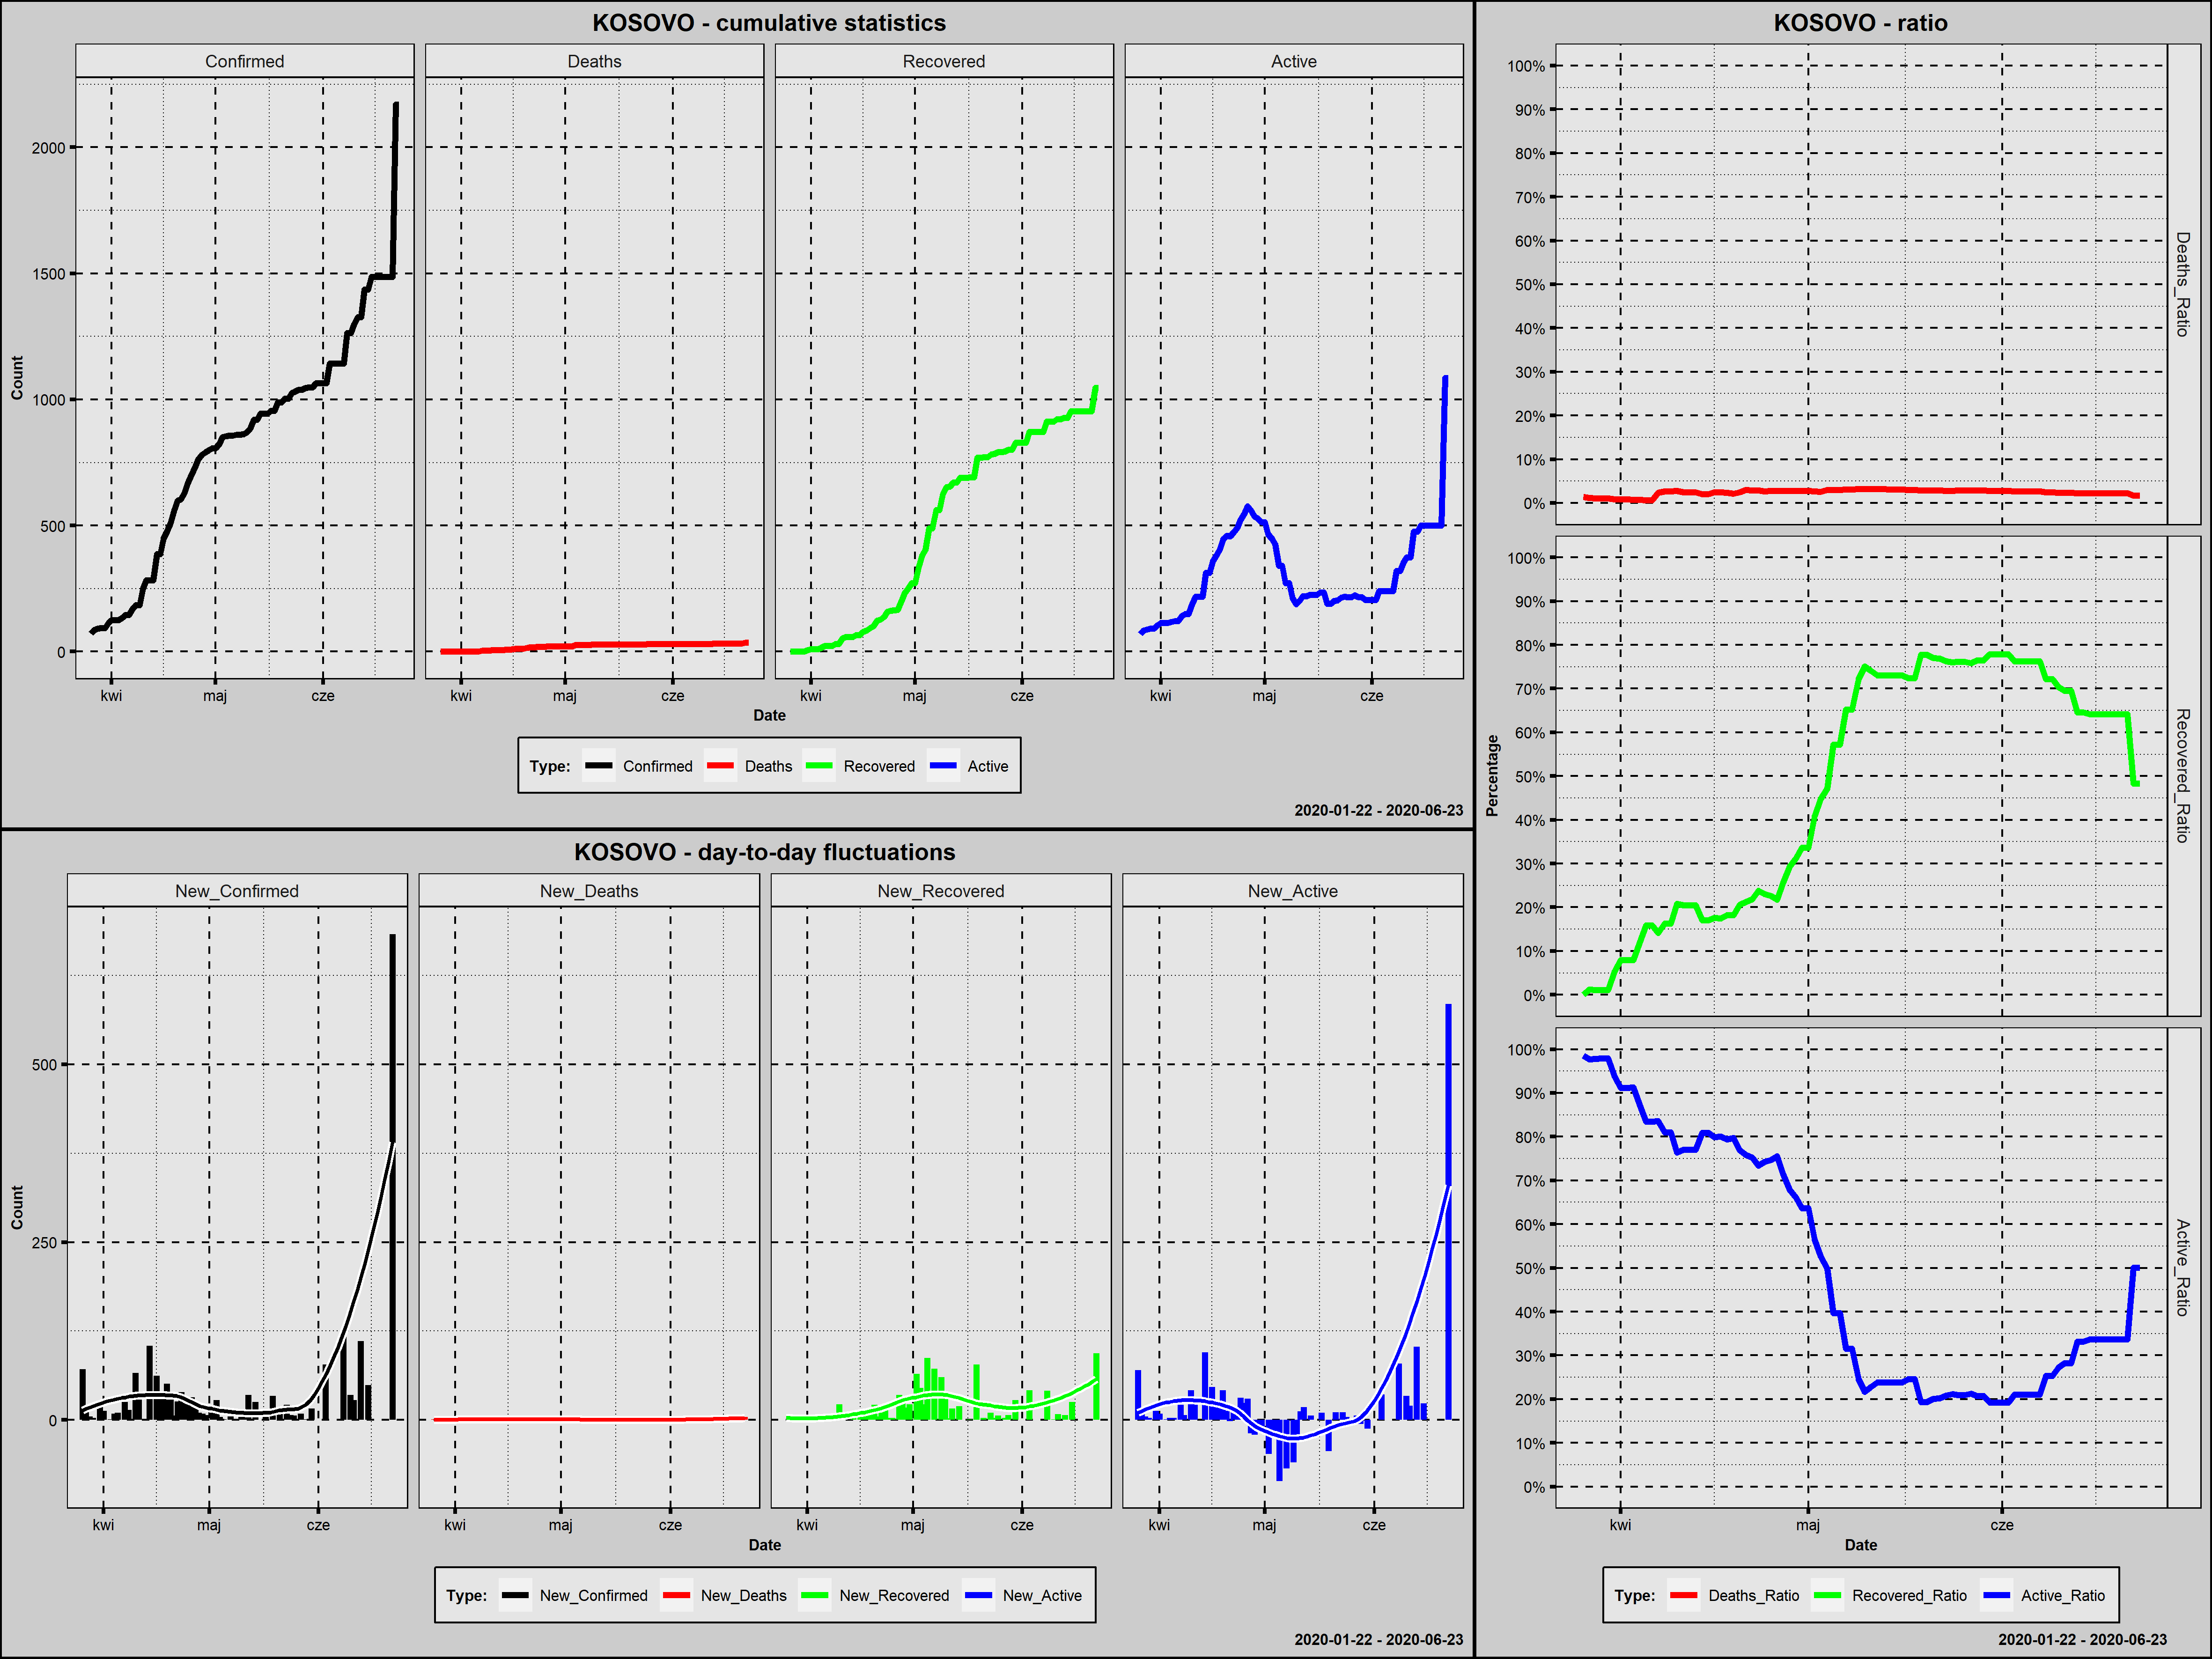 KOSOVO - cumulative statistics
Confirmed Deaths Recovered Active
Count
2000
1500
1000
500
0
kwi maj cze kwi maj cze kwi maj cze kwi maj cze
Date
Type: Confirmed Deaths Recovered Active
2020-01-22 - 2020-06-23
KOSOVO - day-to-day fluctuations
New_Confirmed New_Deaths New_Recovered New_Active
Count
500
250
0
kwi maj cze kwi maj cze kwi maj cze kwi maj cze
Date
Type: New_Confirmed New_Deaths New_Recovered New_Active
2020-01-22 - 2020-06-23
KOSOVO - ratio
Percentage
100%
90%
80%
70%
60%
50%
40%
30%
20%
10%
0%
Deaths_Ratio
100%
90%
80%
70%
60%
50%
40%
30%
20%
10%
0%
Recovered_Ratio
100%
90%
80%
70%
60%
50%
40%
30%
20%
10%
0%
Active_Ratio
kwi maj cze
Date
Type: Deaths_Ratio Recovered_Ratio Active_Ratio
2020-01-22 - 2020-06-23